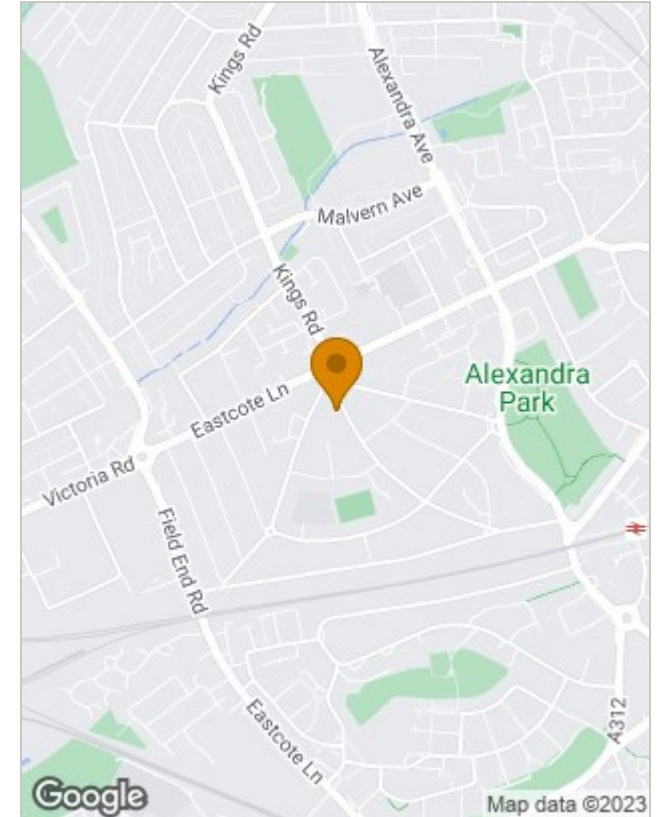 Kings Rd
Alexandra Ave
Malvern Ave
Kings Rd
Alexandra
Park
Eastcote Ln
Victoria Rd
Field End Rd
Eastcote Ln
A312
Google
Map data ©2023